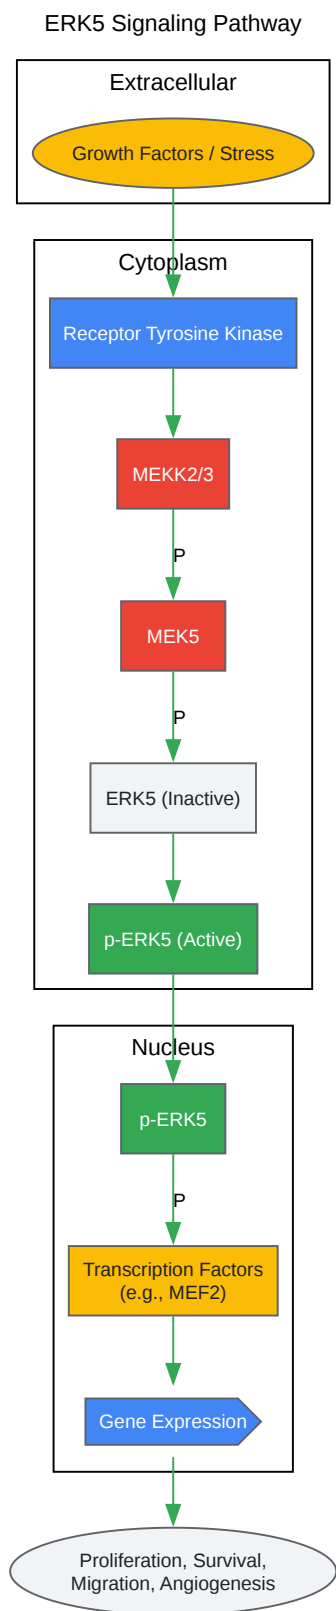 ERK5 Signaling Pathway
Extracellular
Growth Factors / Stress
Cytoplasm
Receptor Tyrosine Kinase
MEKK2/3
P
MEK5
P
ERK5 (Inactive)
p-ERK5 (Active)
Nucleus
p-ERK5
P
Transcription Factors
(e.g., MEF2)
Gene Expression
Proliferation, Survival,
Migration, Angiogenesis